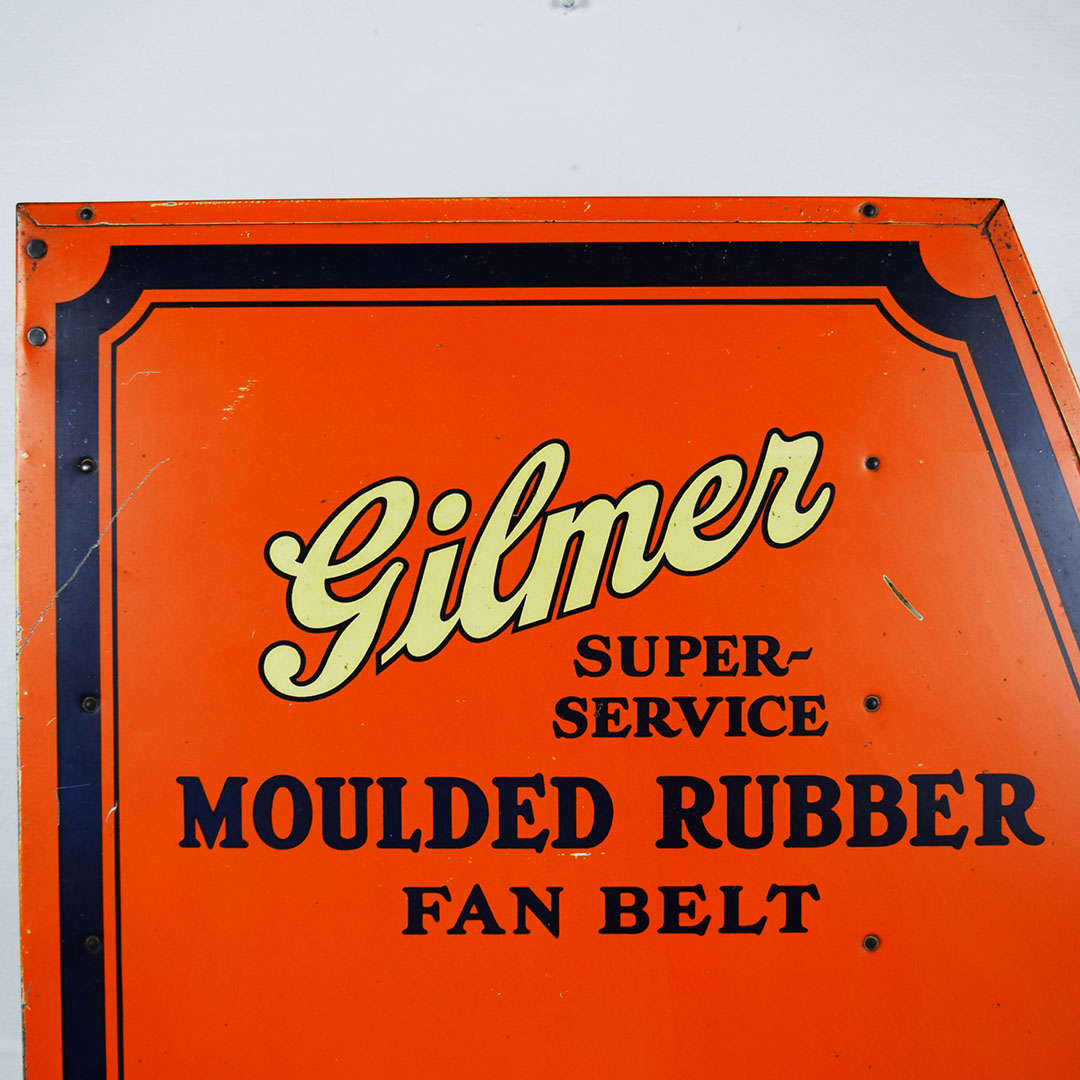 Gilmer
SUPER-
SERVICE
MOULDED RUBBER
FAN BELT